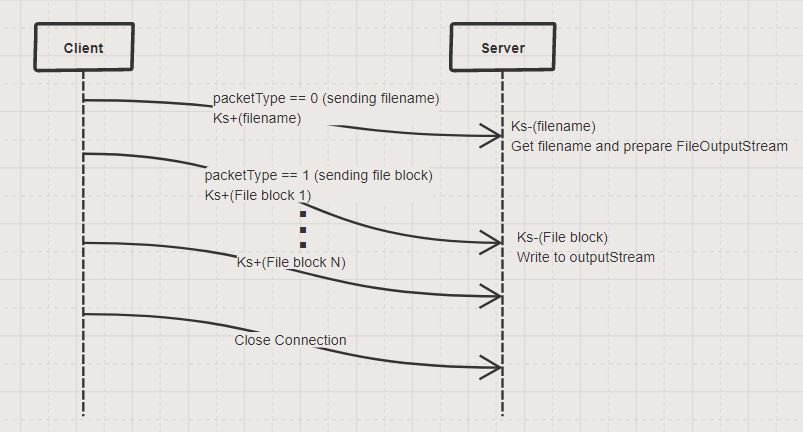 Client
Server
packetType == 0 (sending filename)
Ks+(filename)
Ks-(filename)
Get filename and prepare FileOutputStream
packetType == 1 (sending file block)
Ks+(File block 1)
Ks-(File block)
Write to outputStream
Ks+(File block N)
Close Connection